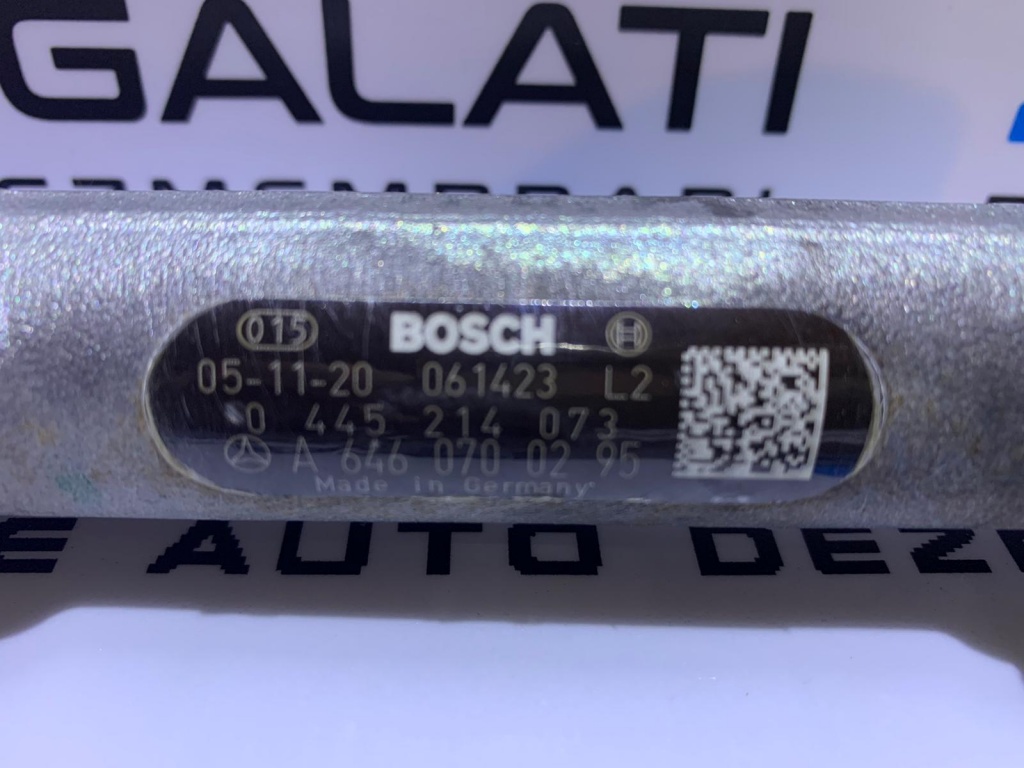 GALATI
015 BOSCH
05-11-20 061423 L2
0 445 214 073
A 646 070 02 95
Made in Germany
E AUTO DEZ